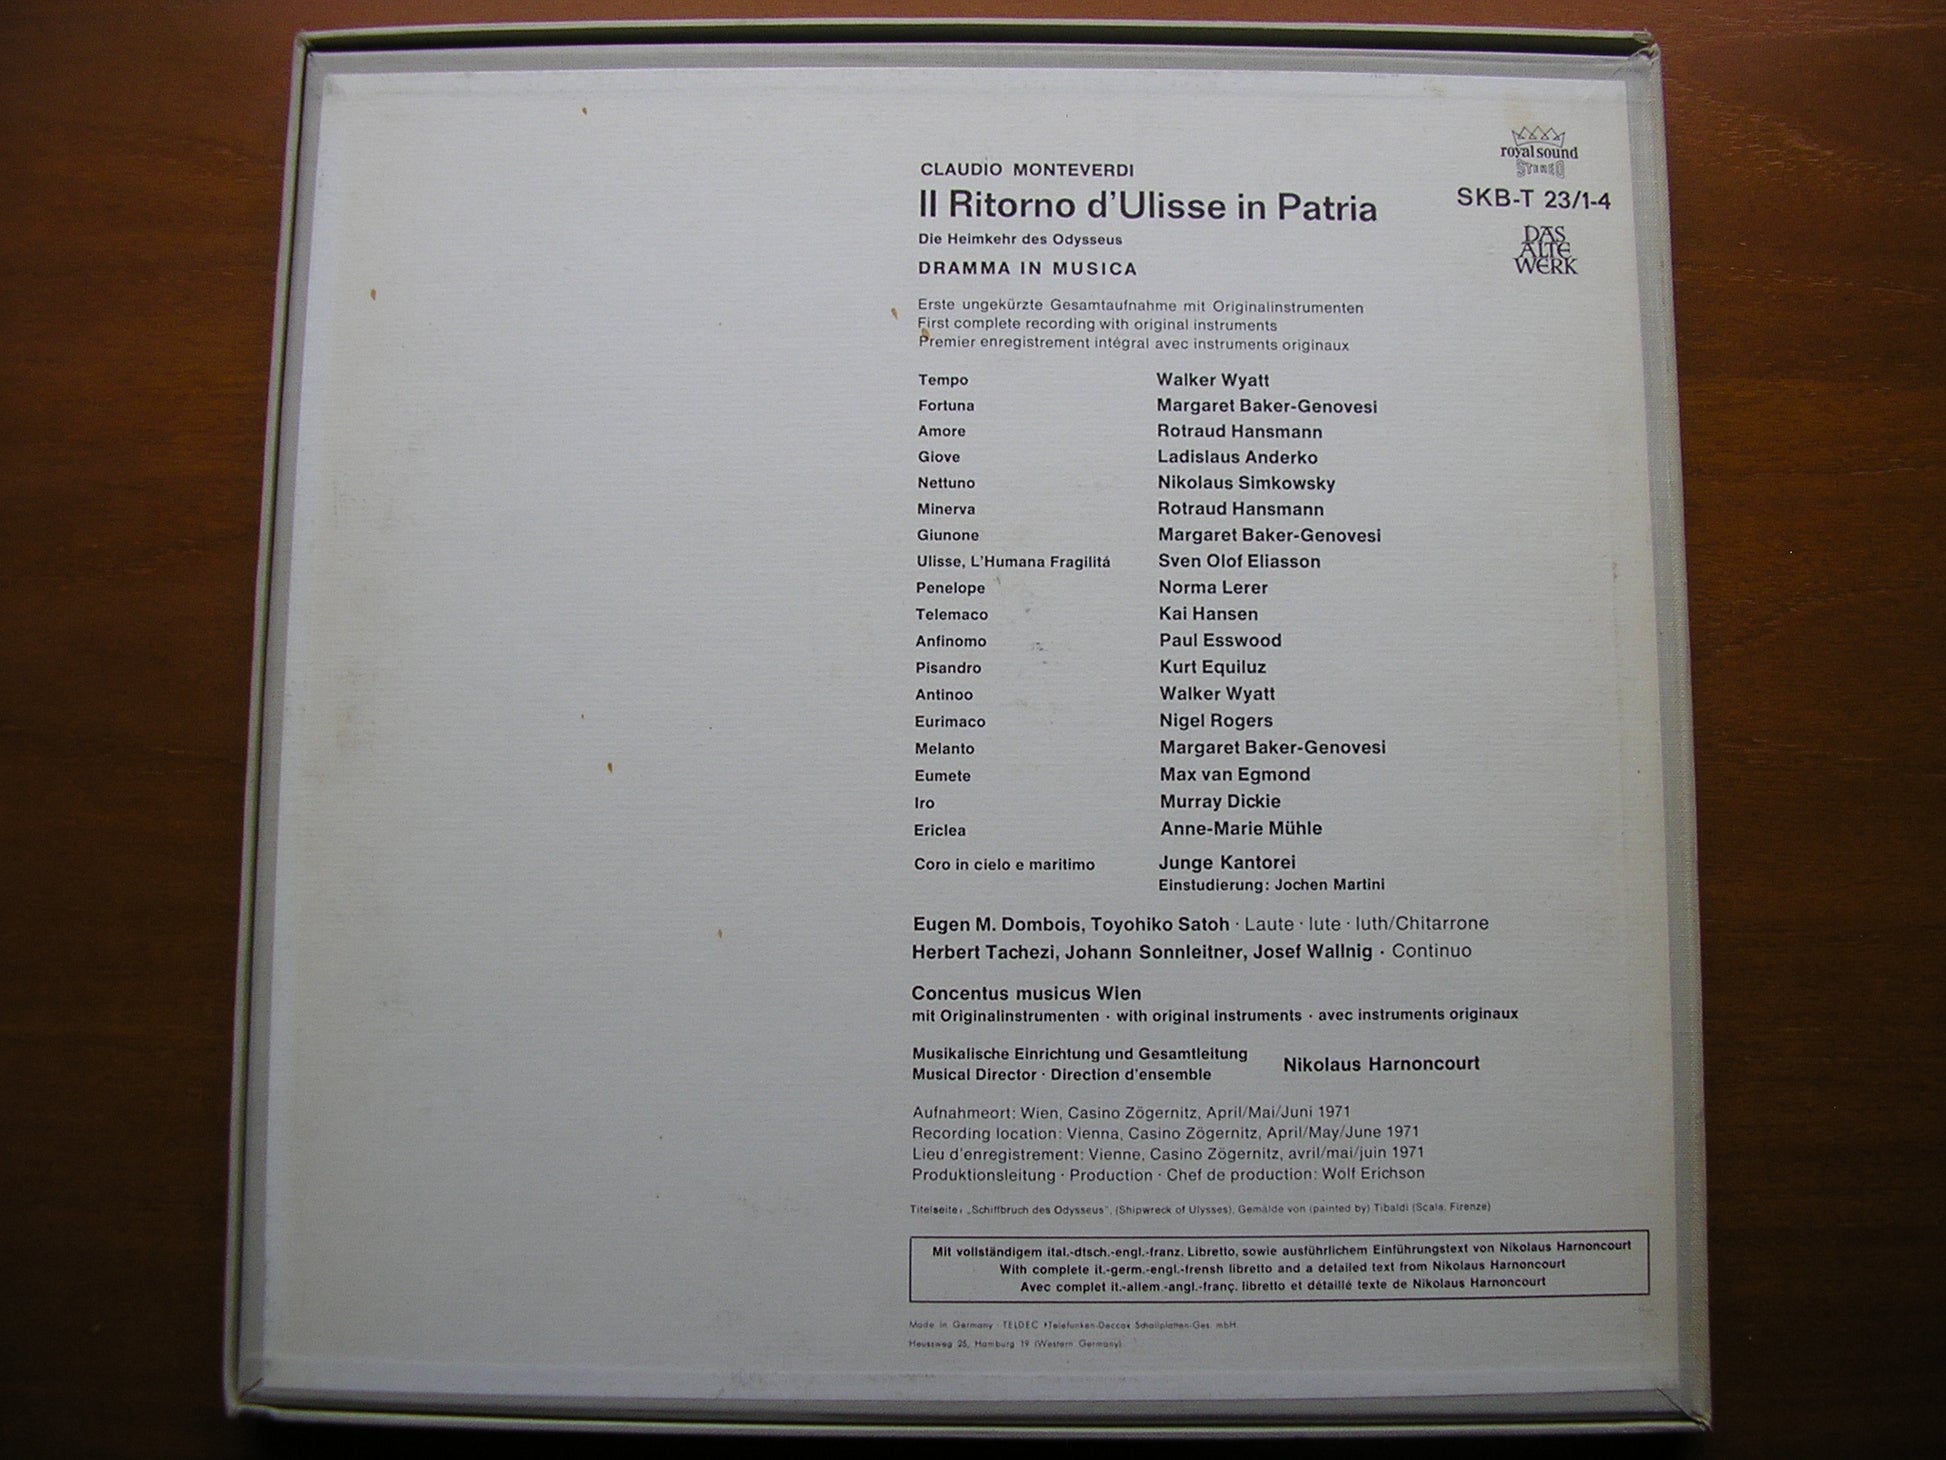 royal sound
STEREO
CLAUDIO MONTEVERDI
Il Ritorno d'Ulisse in Patria
SKB-T 23/1-4
Die Heimkehr des Odysseus
DAS
ALTE
WERK
DRAMMA IN MUSICA
Erste ungekürzte Gesamtaufnahme mit Originalinstrumenten
First complete recording with original instruments
Premier enregistrement intégral avec instruments originaux
Tempo Walker Wyatt
Fortuna Margaret Baker-Genovesi
Amore Rotraud Hansmann
Giove Ladislaus Anderko
Nettuno Nikolaus Simkowsky
Minerva Rotraud Hansmann
Giunone Margaret Baker-Genovesi
Ulisse, L'Humana Fragilitá Sven Olof Eliasson
Penelope Norma Lerer
Telemaco Kai Hansen
Anfinomo Paul Esswood
Pisandro Kurt Equiluz
Antinoo Walker Wyatt
Eurimaco Nigel Rogers
Melanto Margaret Baker-Genovesi
Eumete Max van Egmond
Iro Murray Dickie
Ericlea Anne-Marie Mühle
Coro in cielo e maritimo Junge Kantorei
Einstudierung: Jochen Martini
Eugen M. Dombois, Toyohiko Satoh · Laute · lute · luth/Chitarrone
Herbert Tachezi, Johann Sonnleitner, Josef Wallnig · Continuo
Concentus musicus Wien
mit Originalinstrumenten · with original instruments · avec instruments originaux
Musikalische Einrichtung und Gesamtleitung
Musical Director · Direction d'ensemble
Nikolaus Harnoncourt
Aufnahmeort: Wien, Casino Zögernitz, April/Mai/Juni 1971
Recording location: Vienna, Casino Zögernitz, April/May/June 1971
Lieu d'enregistrement: Vienne, Casino Zögernitz, avril/mai/juin 1971
Produktionsleitung · Production · Chef de production: Wolf Erichson
Titelseite: „Schiffbruch des Odysseus", (Shipwreck of Ulysses), Gemälde von (painted by) Tibaldi (Scala, Firenze)
Mit vollständigem ital.-dtsch.-engl.-franz. Libretto, sowie ausführlichem Einführungstext von Nikolaus Harnoncourt
With complete it.-germ.-engl.-frensh libretto and a detailed text from Nikolaus Harnoncourt
Avec complet it.-allem.-angl.-franç. libretto et détaillé texte de Nikolaus Harnoncourt
Made in Germany · TELDEC »Telefunken-Decca« Schallplatten-Ges. mbH.
Heussweg 25, Hamburg 19 (Western Germany)